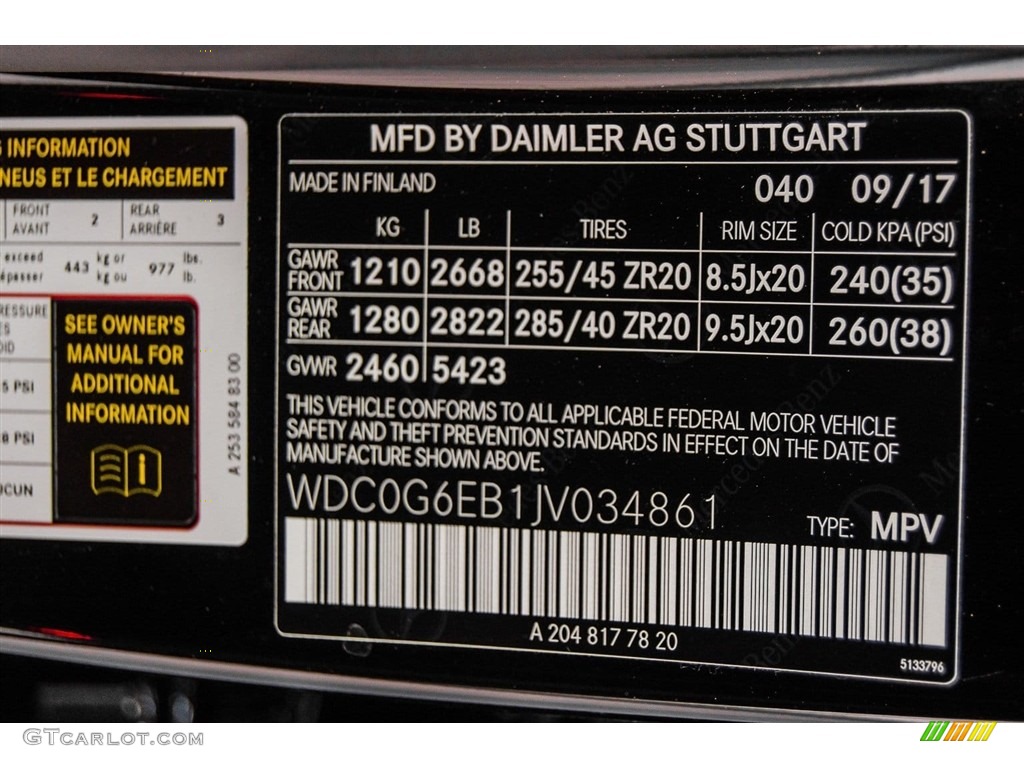 G INFORMATION
NEUS ET LE CHARGEMENT
FRONT
AVANT
2
REAR
ARRIÈRE
3
exceed
443
kg or
kg ou
977
lbs.
lb.
SEE OWNER'S
MANUAL FOR
ADDITIONAL
INFORMATION
5 PSI
8 PSI
A 253 584 83 00
MFD BY DAIMLER AG STUTTGART
MADE IN FINLAND 040 09/17
KG LB TIRES RIM SIZE COLD KPA (PSI)
GAWR
FRONT 1210 2668 255/45 ZR20 8.5Jx20 240(35)
GAWR
REAR 1280 2822 285/40 ZR20 9.5Jx20 260(38)
GVWR 2460 5423
THIS VEHICLE CONFORMS TO ALL APPLICABLE FEDERAL MOTOR VEHICLE
SAFETY AND THEFT PREVENTION STANDARDS IN EFFECT ON THE DATE OF
MANUFACTURE SHOWN ABOVE.
WDC0G6EB1JV034861
TYPE: MPV
A 204 817 78 20
5133796
GTCARLOT.COM